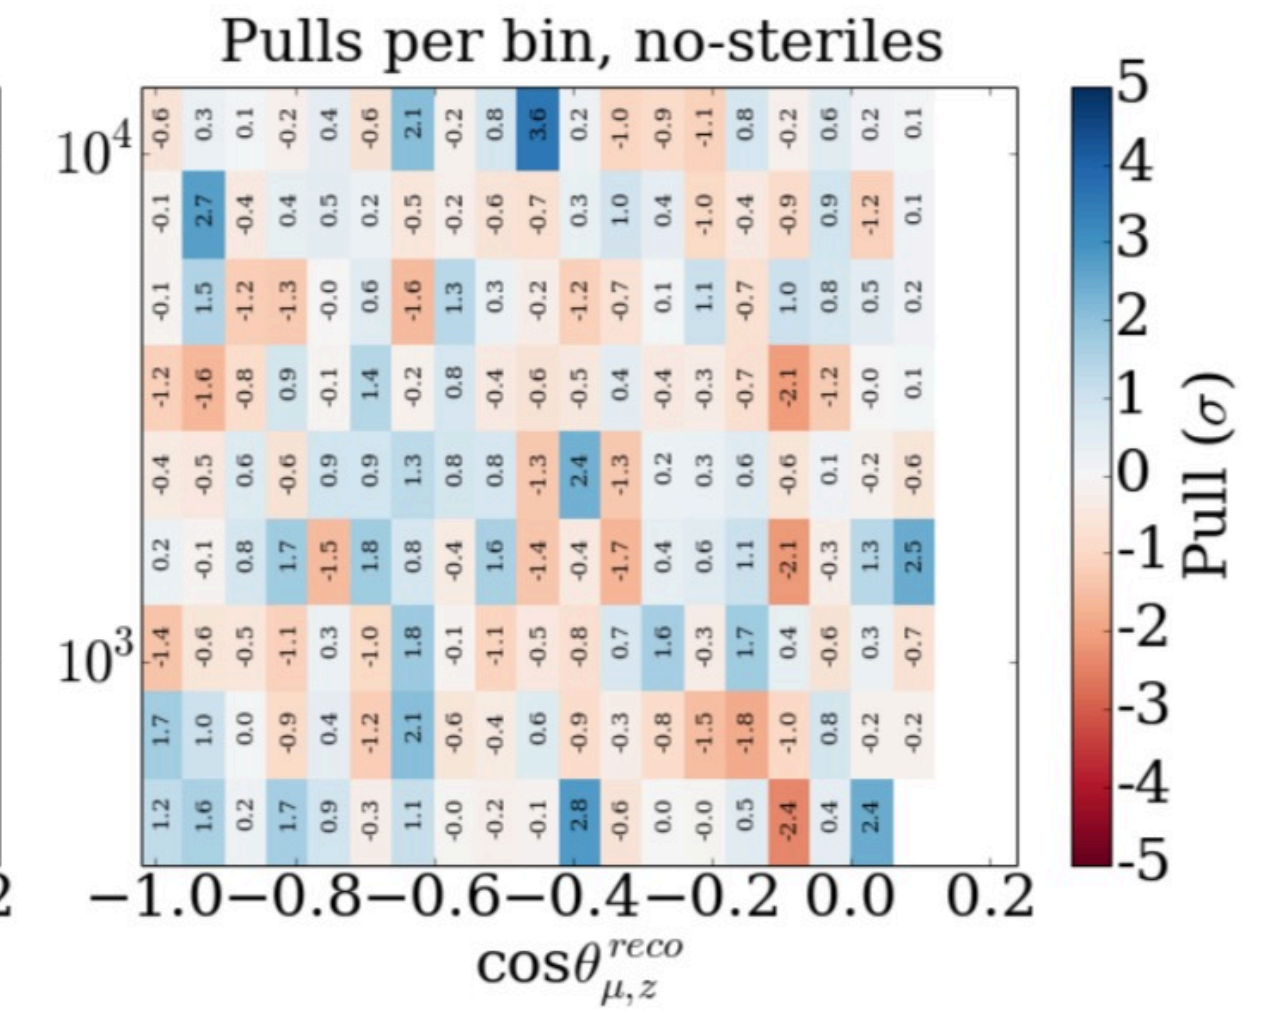 Pulls per bin, no-steriles
-0.6 0.3 0.1 -0.2 0.4 -0.6 2.1 -0.2 0.8 3.6 0.2 -1.0 -0.9 -1.1 0.8 -0.2 0.6 0.2 0.1
10⁴
-0.1 2.7 -0.4 0.4 0.5 0.2 -0.5 -0.2 -0.6 -0.7 0.3 1.0 0.4 -1.0 -0.4 -0.9 0.9 -1.2 0.1
-0.1 1.5 -1.2 -1.3 -0.0 0.6 -1.6 1.3 0.3 -0.2 -1.2 -0.7 0.1 1.1 -0.7 1.0 0.8 0.5 0.2
-1.2 -1.6 -0.8 0.9 -0.1 1.4 -0.2 0.8 -0.4 -0.6 -0.5 0.4 -0.4 -0.3 -0.7 -2.1 -1.2 -0.0 0.1
-0.4 -0.5 0.6 -0.6 0.9 0.9 1.3 0.8 0.8 -1.3 2.4 -1.3 0.2 0.3 0.6 -0.6 0.1 -0.2 -0.6
0.2 -0.1 0.8 1.7 -1.5 1.8 0.8 -0.4 1.6 -1.4 -0.4 -1.7 0.4 0.6 1.1 -2.1 -0.3 1.3 2.5
10³
-1.4 -0.6 -0.5 -1.1 0.3 -1.0 1.8 -0.1 -1.1 -0.5 -0.8 0.7 1.6 -0.3 1.7 0.4 -0.6 0.3 -0.7
1.7 1.0 0.0 -0.9 0.4 -1.2 2.1 -0.6 -0.4 0.6 -0.9 -0.3 -0.8 -1.5 -1.8 -1.0 0.8 -0.2 -0.2
1.2 1.6 0.2 1.7 0.9 -0.3 1.1 -0.0 -0.2 -0.1 2.8 -0.6 0.0 -0.0 0.5 -2.4 0.4 2.4
2
−1.0 −0.8 −0.6 −0.4 −0.2 0.0 0.2
cosθ_{μ,z}^{reco}
5
4
3
2
1
0
-1
-2
-3
-4
-5
Pull (σ)